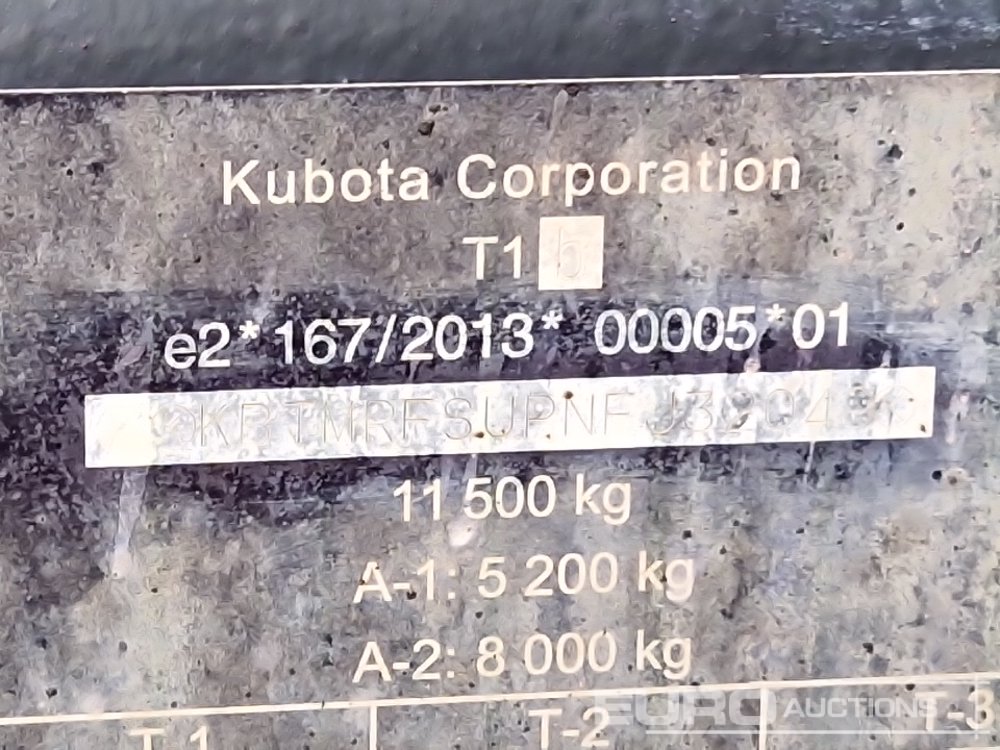 Kubota Corporation
T1 b
e2*167/2013* 00005*01
11 500 kg
A-1: 5 200 kg
A-2: 8 000 kg
T-1 T-2 T-3
EURO AUCTIONS